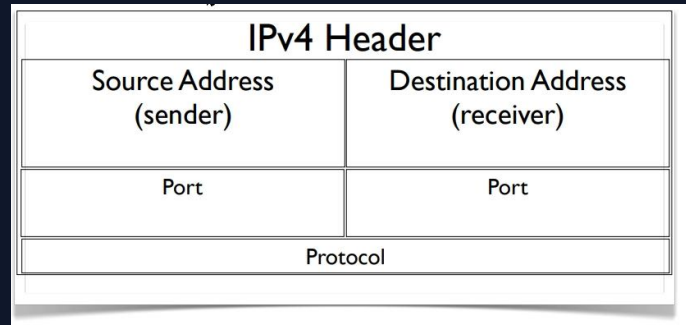 IPv4 Header
Source Address
(sender)
Destination Address
(receiver)
Port
Port
Protocol